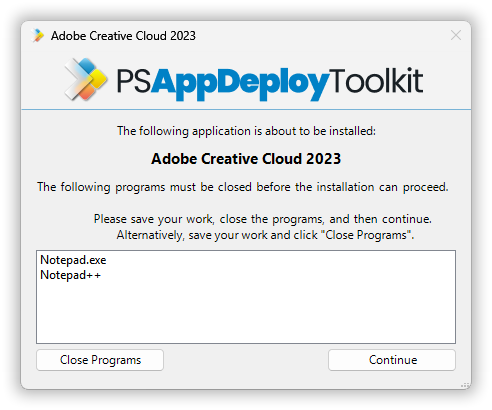 Adobe Creative Cloud 2023
PSAppDeployToolkit
The following application is about to be installed:
Adobe Creative Cloud 2023
The following programs must be closed before the installation can proceed.
Please save your work, close the programs, and then continue.
Alternatively, save your work and click "Close Programs".
Notepad.exe
Notepad++
Close Programs
Continue